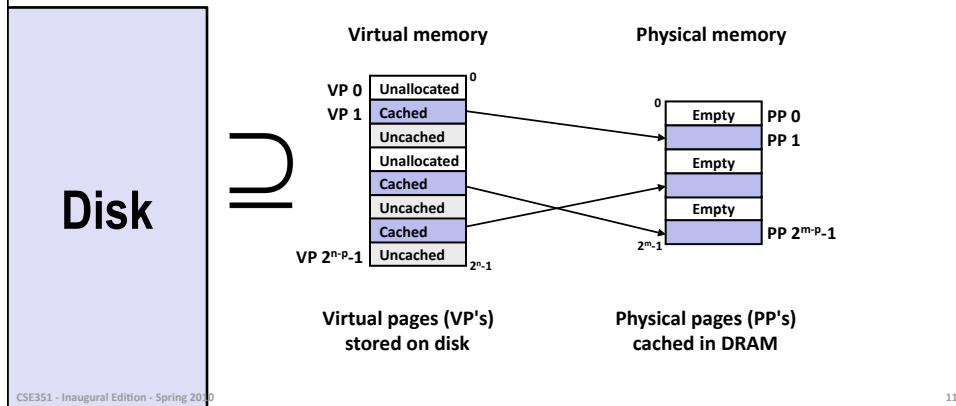 Disk
⊇
Virtual memory
Physical memory
0
VP 0
Unallocated
VP 1
Cached
Uncached
Unallocated
Cached
Uncached
Cached
VP 2ⁿ⁻ᵖ-1
Uncached
2ⁿ-1
0
Empty
PP 0
PP 1
Empty
Empty
PP 2ᵐ⁻ᵖ-1
2ᵐ-1
Virtual pages (VP's)
stored on disk
Physical pages (PP's)
cached in DRAM
CSE351 - Inaugural Edition - Spring 2010
11